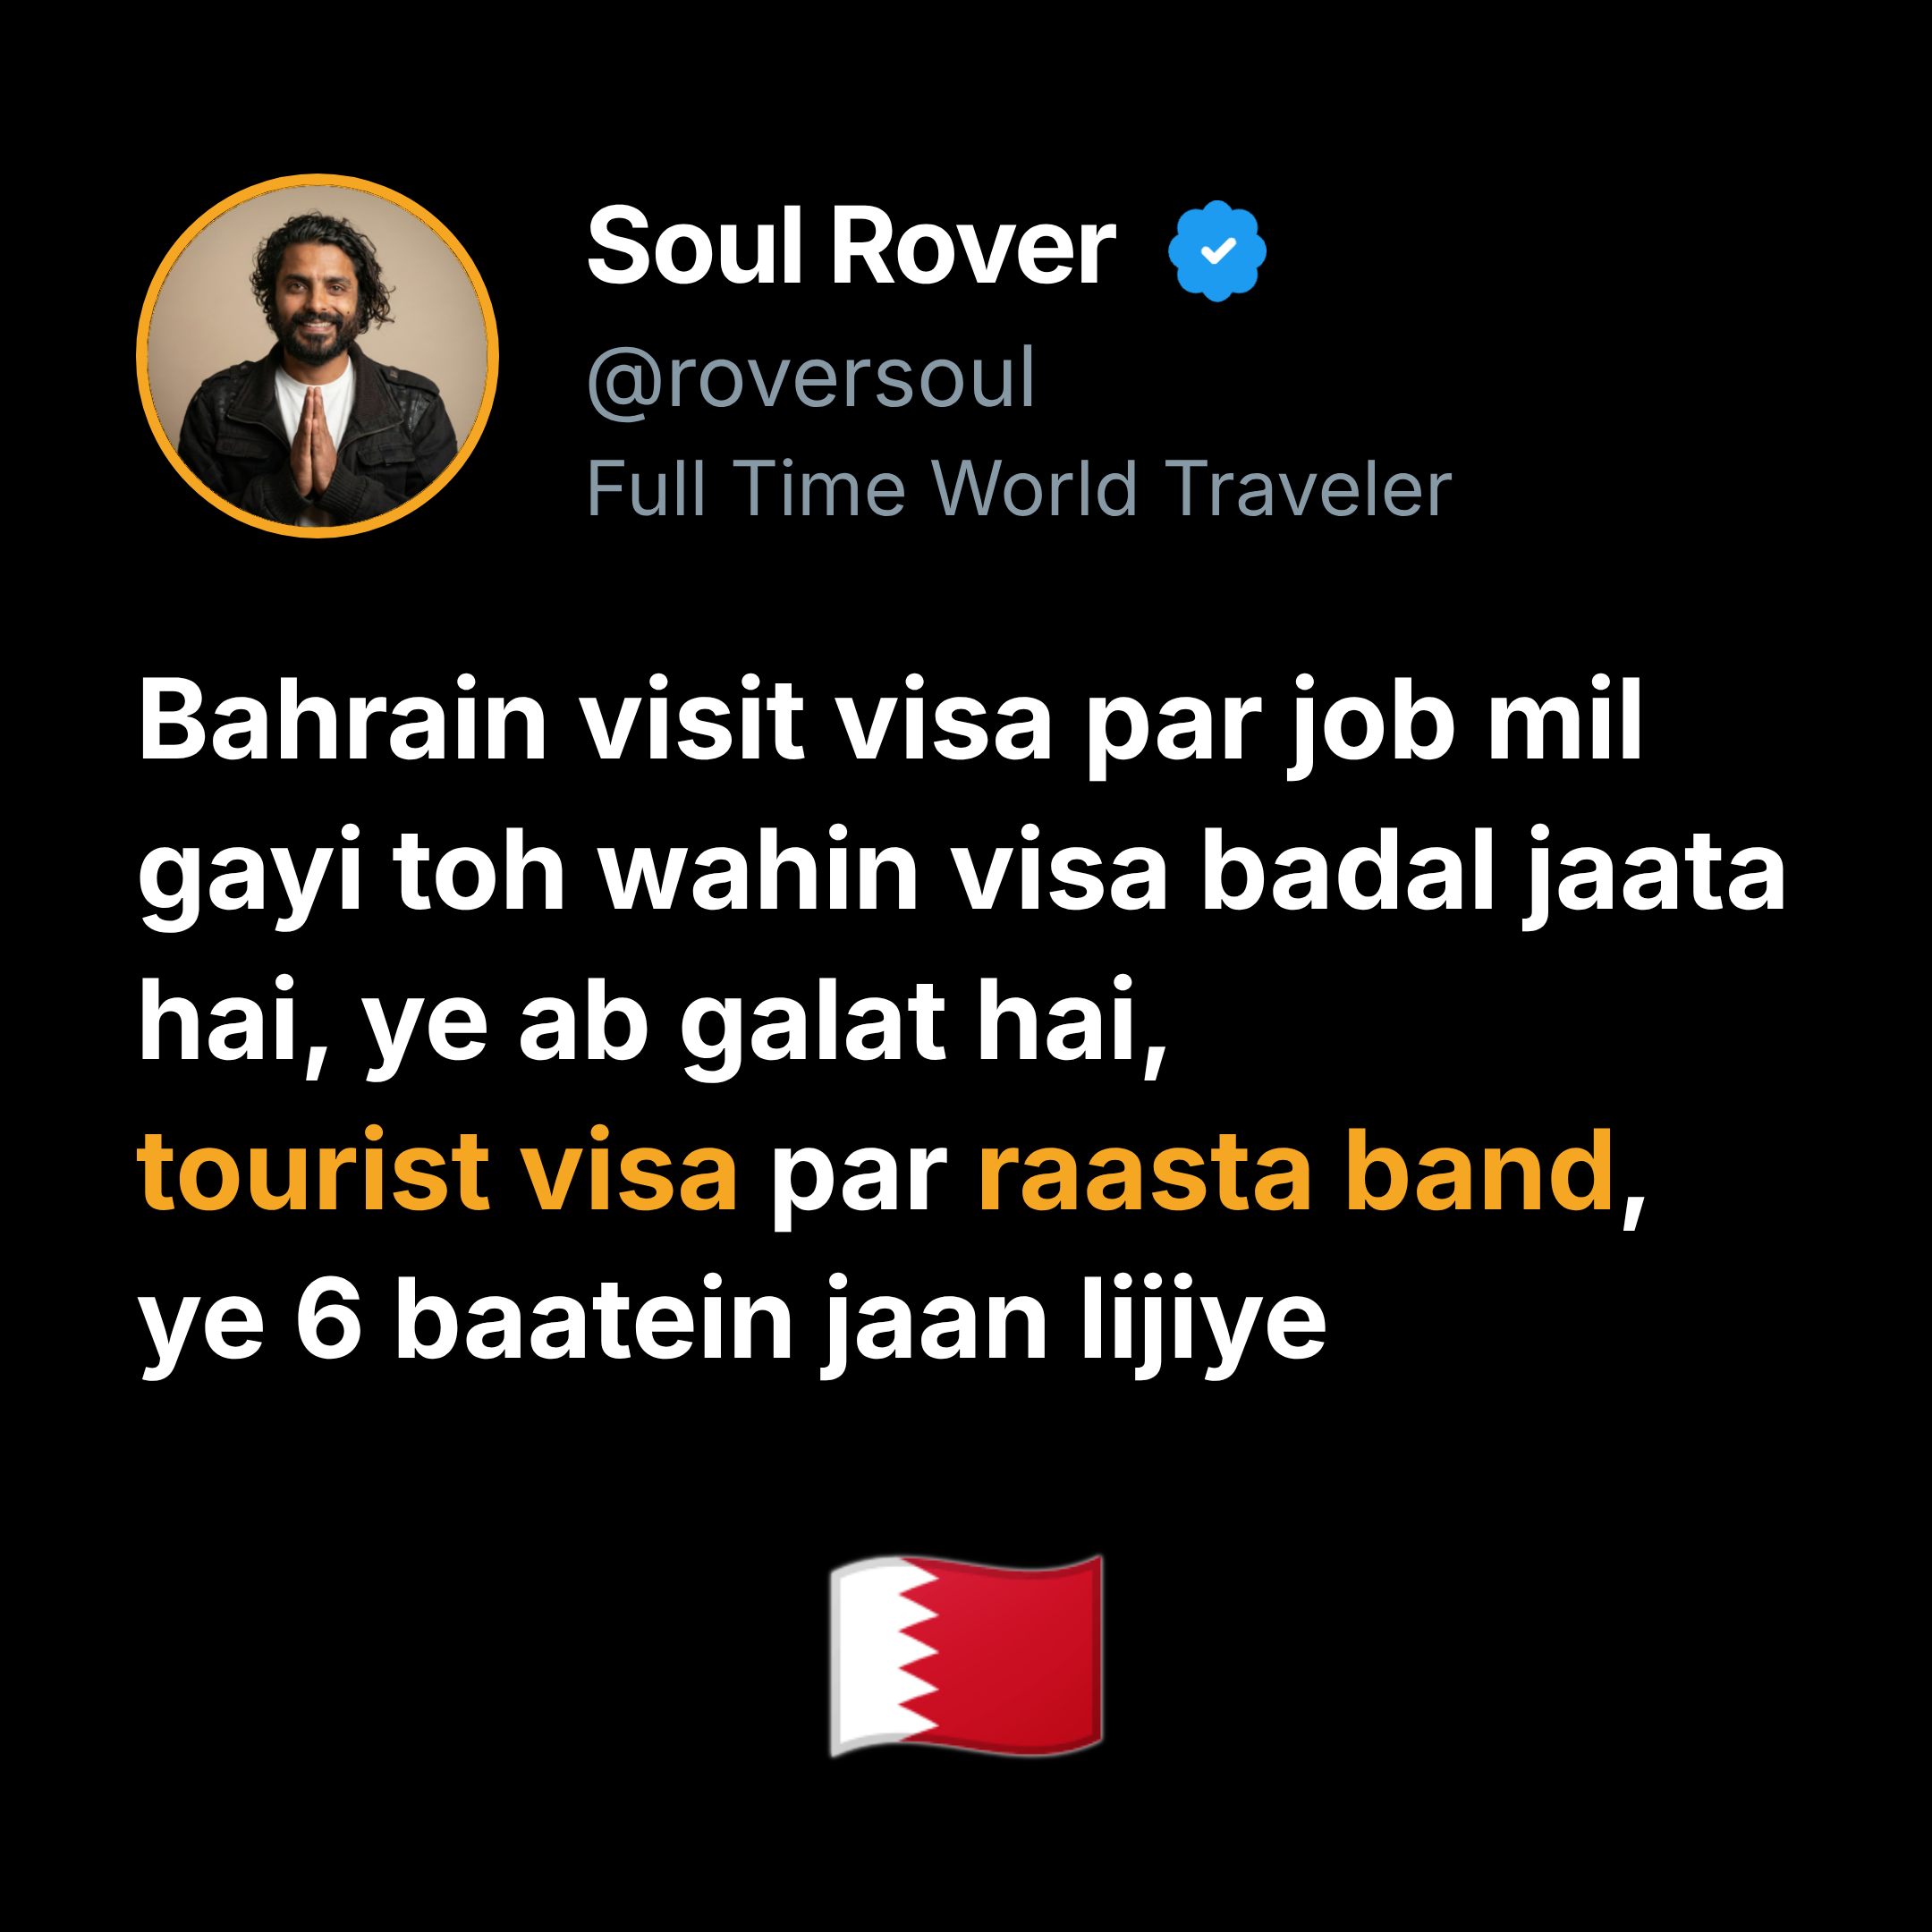 Soul Rover
@roversoul
Full Time World Traveler
Bahrain visit visa par job mil
gayi toh wahin visa badal jaata
hai, ye ab galat hai,
tourist visa par raasta band,
ye 6 baatein jaan lijiye